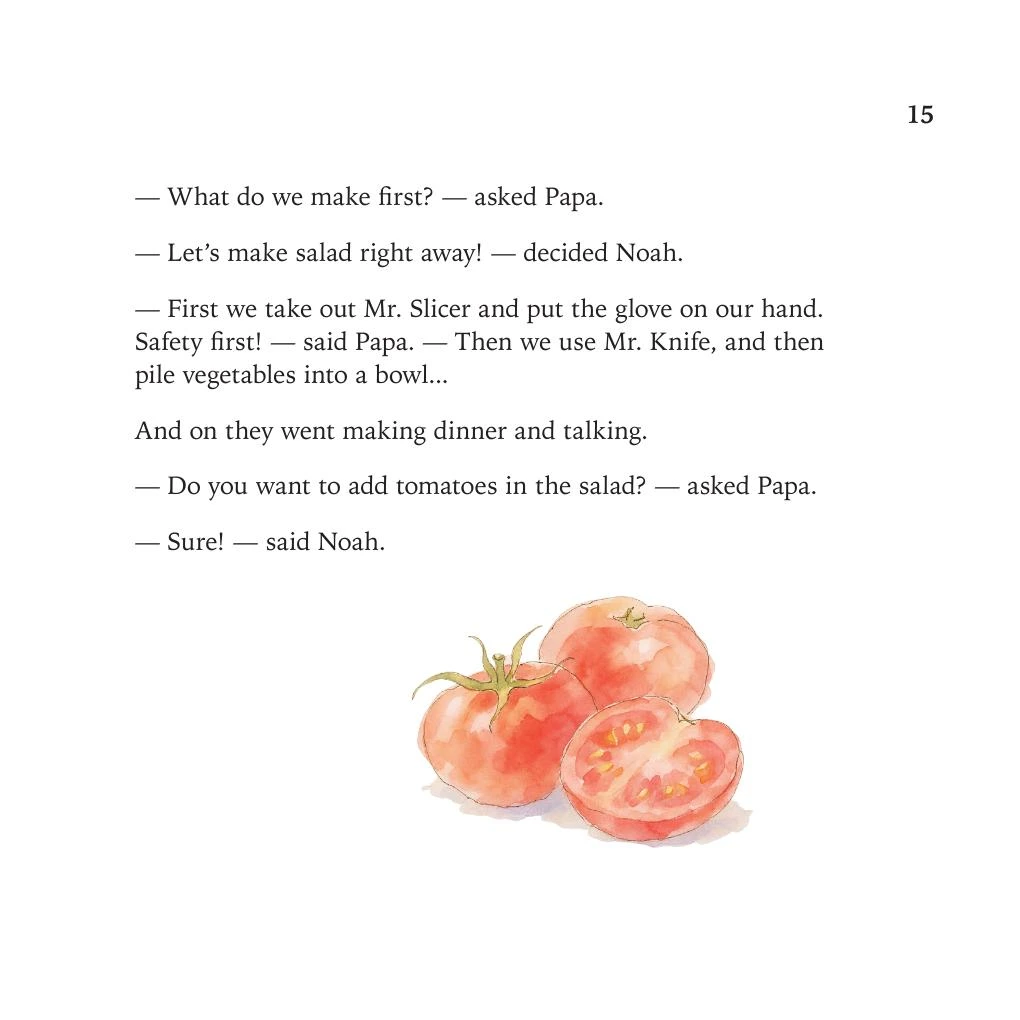 15
— What do we make first? — asked Papa.
— Let’s make salad right away! — decided Noah.
— First we take out Mr. Slicer and put the glove on our hand.
Safety first! — said Papa. — Then we use Mr. Knife, and then
pile vegetables into a bowl...
And on they went making dinner and talking.
— Do you want to add tomatoes in the salad? — asked Papa.
— Sure! — said Noah.